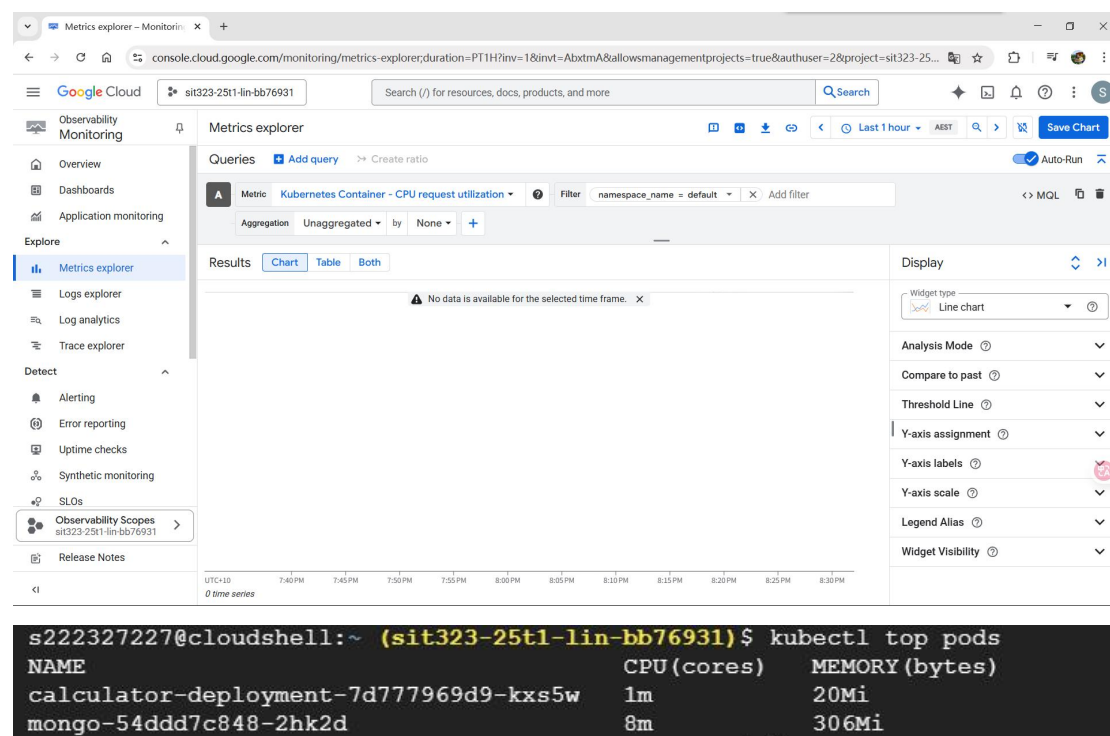 Metrics explorer – Monitorin
console.cloud.google.com/monitoring/metrics-explorer;duration=PT1H?inv=1&invt=AbxtmA&allowsmanagementprojects=true&authuser=2&project=sit323-25...
Google Cloud
sit323-25t1-lin-bb76931
Search (/) for resources, docs, products, and more
Search
S
Observability
Monitoring
Metrics explorer
Last 1 hour
AEST
Save Chart
Overview
Dashboards
Application monitoring
Explore
Metrics explorer
Logs explorer
Log analytics
Trace explorer
Detect
Alerting
Error reporting
Uptime checks
Synthetic monitoring
SLOs
Observability Scopes
sit323-25t1-lin-bb76931
Release Notes
Queries
Add query
Create ratio
Auto-Run
A
Metric
Kubernetes Container - CPU request utilization
Filter
namespace_name = default
Add filter
<> MQL
Aggregation
Unaggregated
by
None
Results
Chart
Table
Both
No data is available for the selected time frame.
UTC+10
7:40 PM
7:45 PM
7:50 PM
7:55 PM
8:00 PM
8:05 PM
8:10 PM
8:15 PM
8:20 PM
8:25 PM
8:30 PM
0 time series
Display
Widget type
Line chart
Analysis Mode
Compare to past
Threshold Line
Y-axis assignment
Y-axis labels
Y-axis scale
Legend Alias
Widget Visibility
s222327227@cloudshell:~ (sit323-25t1-lin-bb76931)$ kubectl top pods
NAME CPU(cores) MEMORY(bytes)
calculator-deployment-7d777969d9-kxs5w 1m 20Mi
mongo-54ddd7c848-2hk2d 8m 306Mi